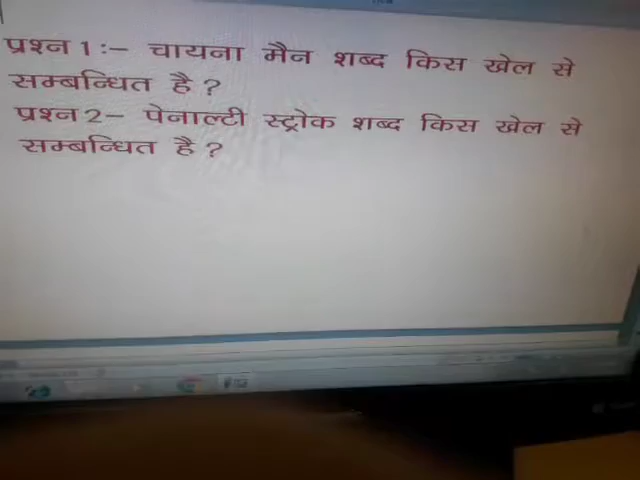 प्रश्न 1:- चायना मैन शब्द किस खेल से
सम्बन्धित है ?
प्रश्न 2- पेनाल्टी स्ट्रोक शब्द किस खेल से
सम्बन्धित है ?